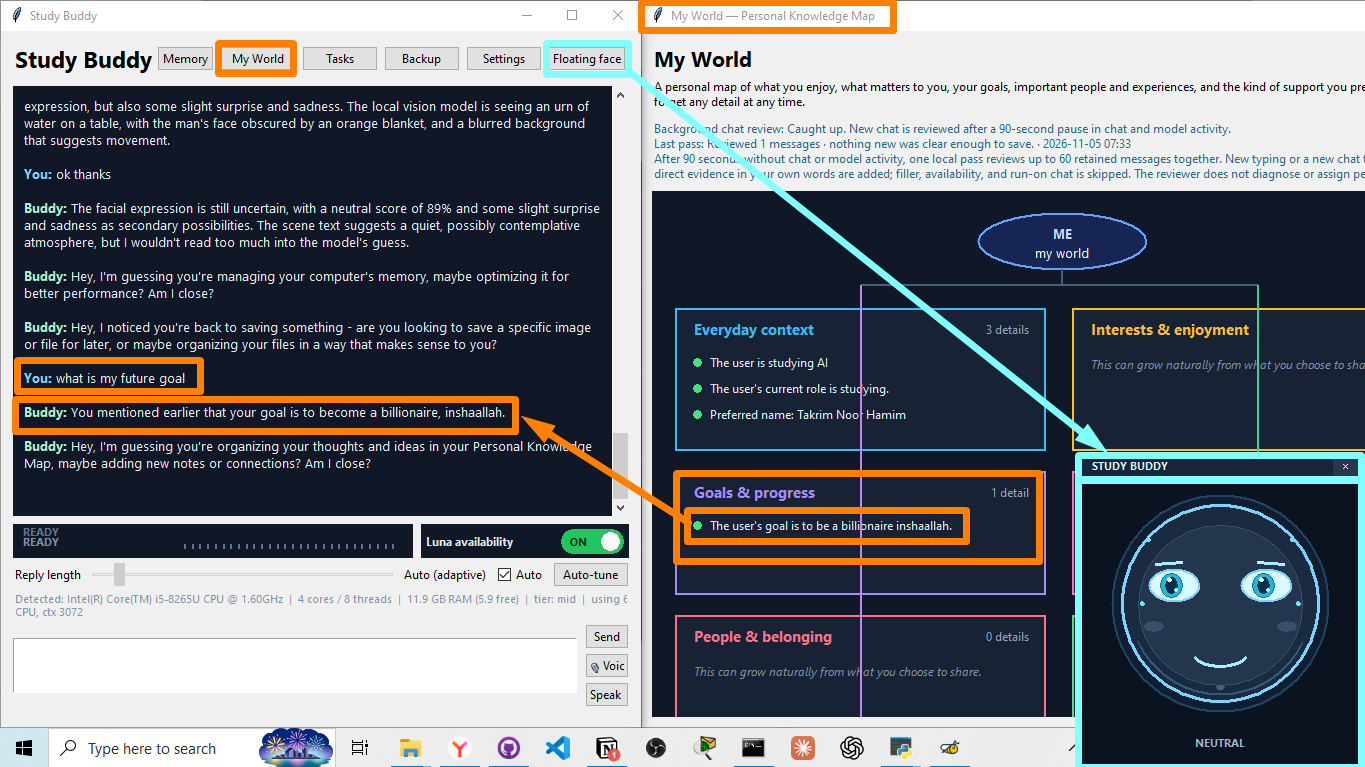 Study Buddy
Study Buddy
Memory
My World
Tasks
Backup
Settings
Floating face
expression, but also some slight surprise and sadness. The local vision model is seeing an urn of
water on a table, with the man's face obscured by an orange blanket, and a blurred background
that suggests movement.
You: ok thanks
Buddy: The facial expression is still uncertain, with a neutral score of 89% and some slight surprise
and sadness as secondary possibilities. The scene text suggests a quiet, possibly contemplative
atmosphere, but I wouldn't read too much into the model's guess.
Buddy: Hey, I'm guessing you're managing your computer's memory, maybe optimizing it for
better performance? Am I close?
Buddy: Hey, I noticed you're back to saving something - are you looking to save a specific image
or file for later, or maybe organizing your files in a way that makes sense to you?
You: what is my future goal
Buddy: You mentioned earlier that your goal is to become a billionaire, inshaallah.
Buddy: Hey, I'm guessing you're organizing your thoughts and ideas in your Personal Knowledge
Map, maybe adding new notes or connections? Am I close?
READY
READY
Luna availability
ON
Reply length
Auto (adaptive)
Auto
Auto-tune
Detected: Intel(R) Core(TM) i5-8265U CPU @ 1.60GHz | 4 cores / 8 threads | 11.9 GB RAM (5.9 free) | tier: mid | using 6
CPU, ctx 3072
Send
Voic
Speak
My World — Personal Knowledge Map
My World
A personal map of what you enjoy, what matters to you, your goals, important people and experiences, and the kind of support you pre
forget any detail at any time.
Background chat review: Caught up. New chat is reviewed after a 90-second pause in chat and model activity.
Last pass: Reviewed 1 messages · nothing new was clear enough to save. · 2026-11-05 07:33
After 90 seconds without chat or model activity, one local pass reviews up to 60 retained messages together. New typing or a new chat t
direct evidence in your own words are added; filler, availability, and run-on chat is skipped. The reviewer does not diagnose or assign pe
ME
my world
Everyday context
3 details
The user is studying AI
The user's current role is studying.
Preferred name: Takrim Noor Hamim
Interests & enjoyment
This can grow naturally from what you choose to sha
Goals & progress
1 detail
The user's goal is to be a billionaire inshaallah.
People & belonging
0 details
This can grow naturally from what you choose to share.
STUDY BUDDY
NEUTRAL
Type here to search